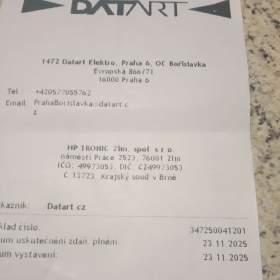 DATART
1472 Datart Elektro, Praha 6, OC Bořislavka
Evropská 866/71
16000 Praha 6
Tel :
+420577055762
Email
PrahaBorislavka@datart.c
z
HP TRONIC Zlín, spol. s r.o.
náměstí Práce 2523, 76001 Zlín
IČO: 49973053, DIČ: CZ49973053
C 13723, Krajský soud v Brně
kazník:
Datart cz
klad číslo:
347250041201
um uskutečnění zdaň. plnění:
23.11.2025
um vystavení:
23.11.2025